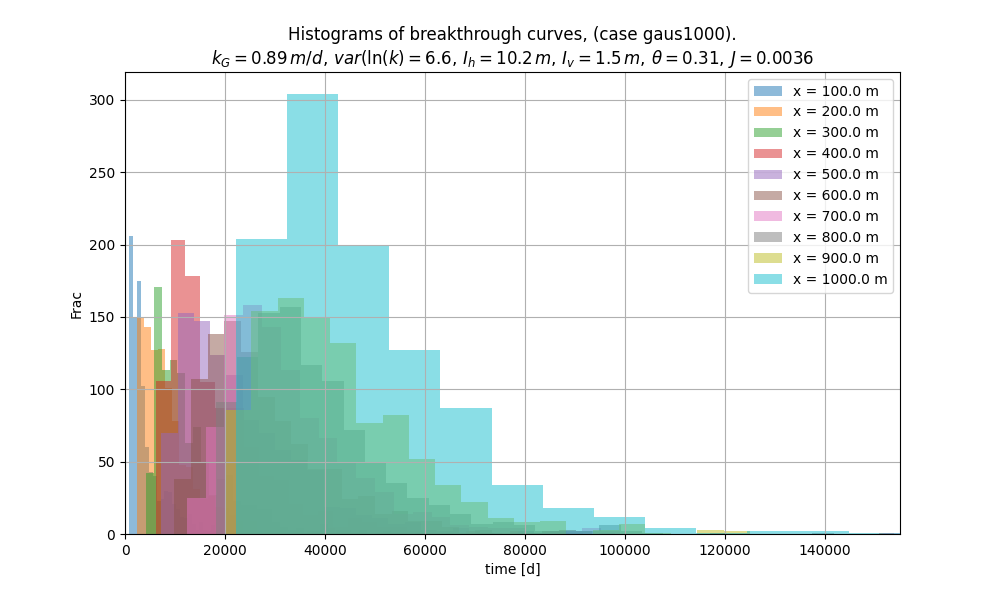 Histograms of breakthrough curves, (case gaus1000).
k_G = 0.89 m/d, var(ln(k) = 6.6, I_h = 10.2 m, I_v = 1.5 m, θ = 0.31, J = 0.0036
300
250
200
150
100
50
0
Frac
x = 100.0 m
x = 200.0 m
x = 300.0 m
x = 400.0 m
x = 500.0 m
x = 600.0 m
x = 700.0 m
x = 800.0 m
x = 900.0 m
x = 1000.0 m
0 20000 40000 60000 80000 100000 120000 140000
time [d]